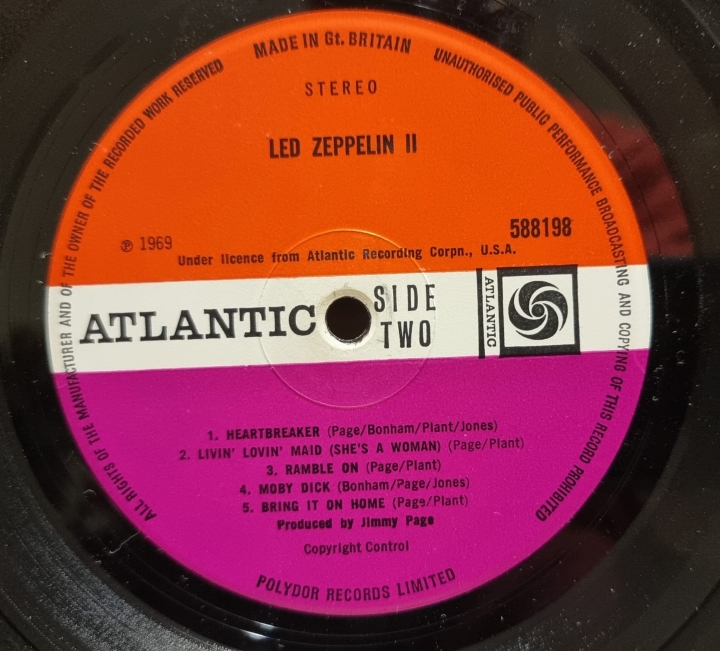 MADE IN Gt. BRITAIN
UNAUTHORISED PUBLIC PERFORMANCE BROADCASTING AND COPYING OF THIS RECORD PROHIBITED
ALL RIGHTS OF THE MANUFACTURER AND OF THE OWNER OF THE RECORDED WORK RESERVED
STEREO
LED ZEPPELIN II
℗ 1969
588198
Under licence from Atlantic Recording Corpn., U.S.A.
ATLANTIC
SIDE
TWO
ATLANTIC
1. HEARTBREAKER (Page/Bonham/Plant/Jones)
2. LIVIN' LOVIN' MAID (SHE'S A WOMAN) (Page/Plant)
3. RAMBLE ON (Page/Plant)
4. MOBY DICK (Bonham/Page/Jones)
5. BRING IT ON HOME (Page/Plant)
Produced by Jimmy Page
Copyright Control
POLYDOR RECORDS LIMITED